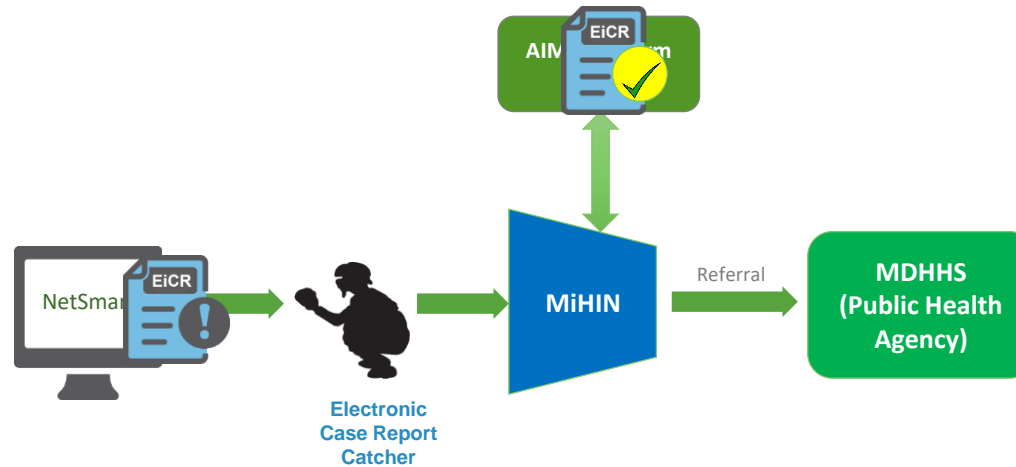 EiCR
AIM
EiCR
NetSmar
MiHIN
Referral
MDHHS
(Public Health
Agency)
Electronic
Case Report
Catcher